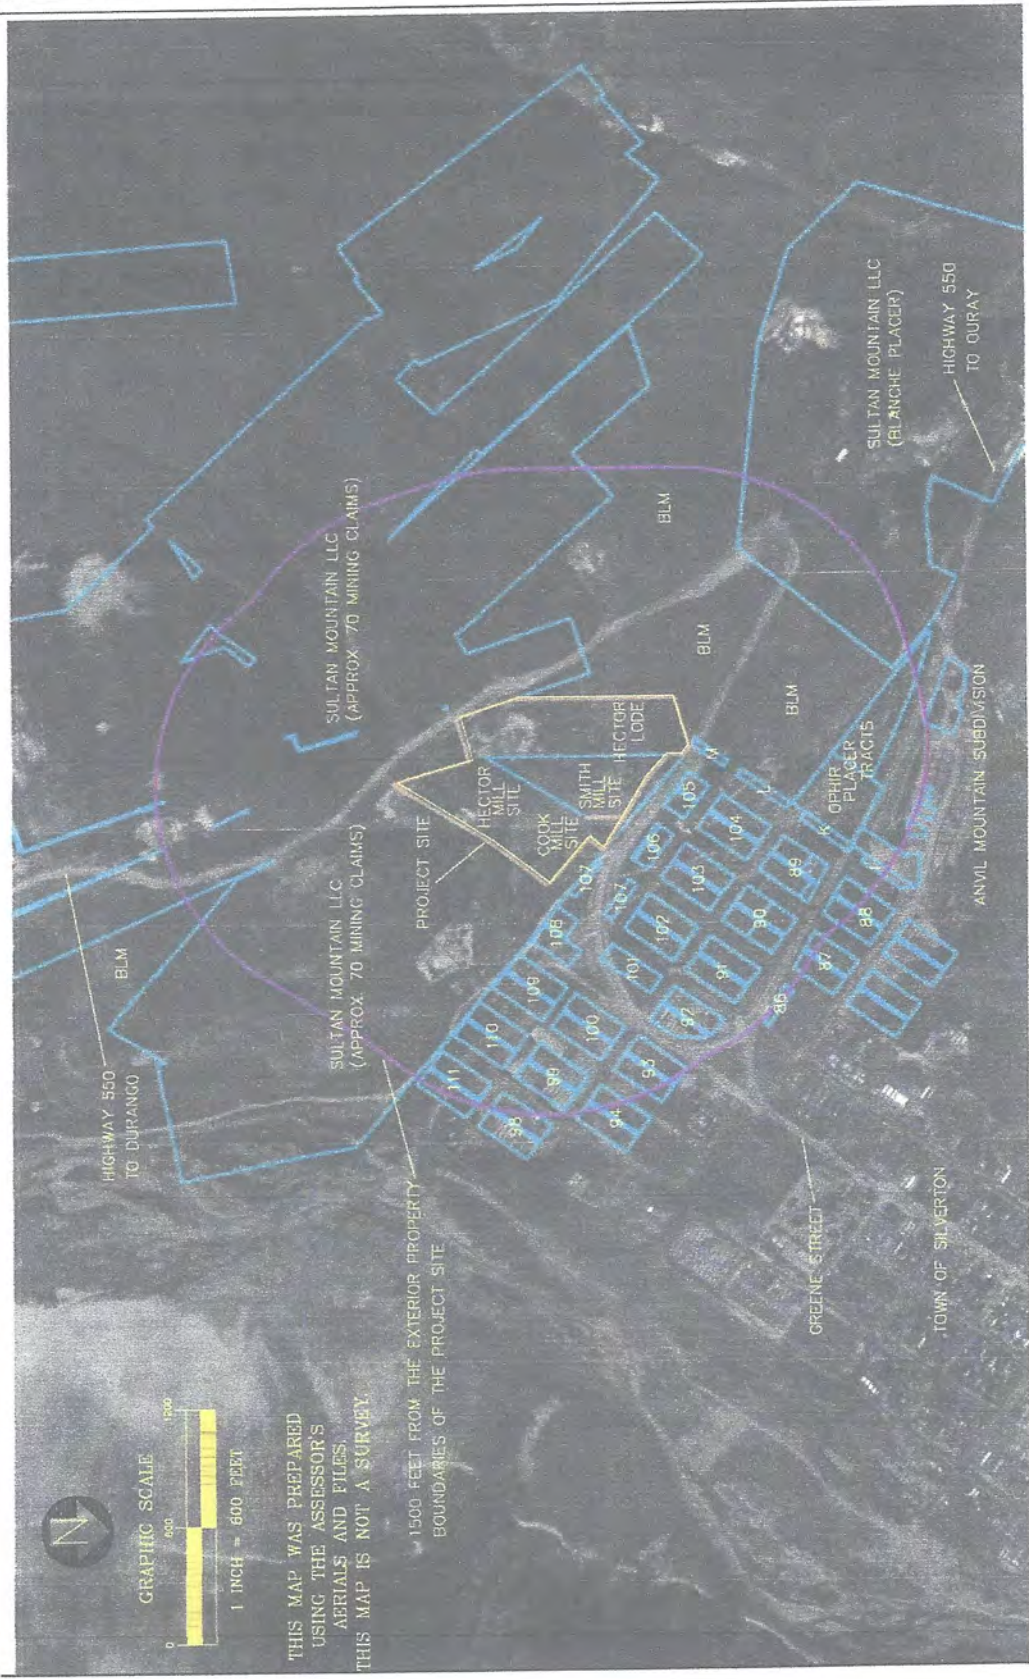 N
GRAPHIC SCALE
0 600 1200
1 INCH = 600 FEET
THIS MAP WAS PREPARED
USING THE ASSESSOR'S
AERIALS AND FILES.
THIS MAP IS NOT A SURVEY.
1500 FEET FROM THE EXTERIOR PROPERTY
BOUNDARIES OF THE PROJECT SITE
HIGHWAY 550
TO DURANGO
BLM
SULTAN MOUNTAIN LLC
(APPROX. 70 MINING CLAIMS)
SULTAN MOUNTAIN LLC
(APPROX. 70 MINING CLAIMS)
PROJECT SITE
HECTOR
MILL
SITE
COOK
MILL
SITE
SMITH
MILL
SITE
HECTOR
LODE
BLM
BLM
BLM
SULTAN MOUNTAIN LLC
(BLANCHE PLACER)
HIGHWAY 550
TO OURAY
111
110
109
108
107
98
99
100
101
107
106
105
M
94
93
92
102
103
104
L
91
90
89
K
86
87
88
OPHIR
PLACER
TRACTS
ANVIL MOUNTAIN SUBDIVISION
GREENE STREET
TOWN OF SILVERTON